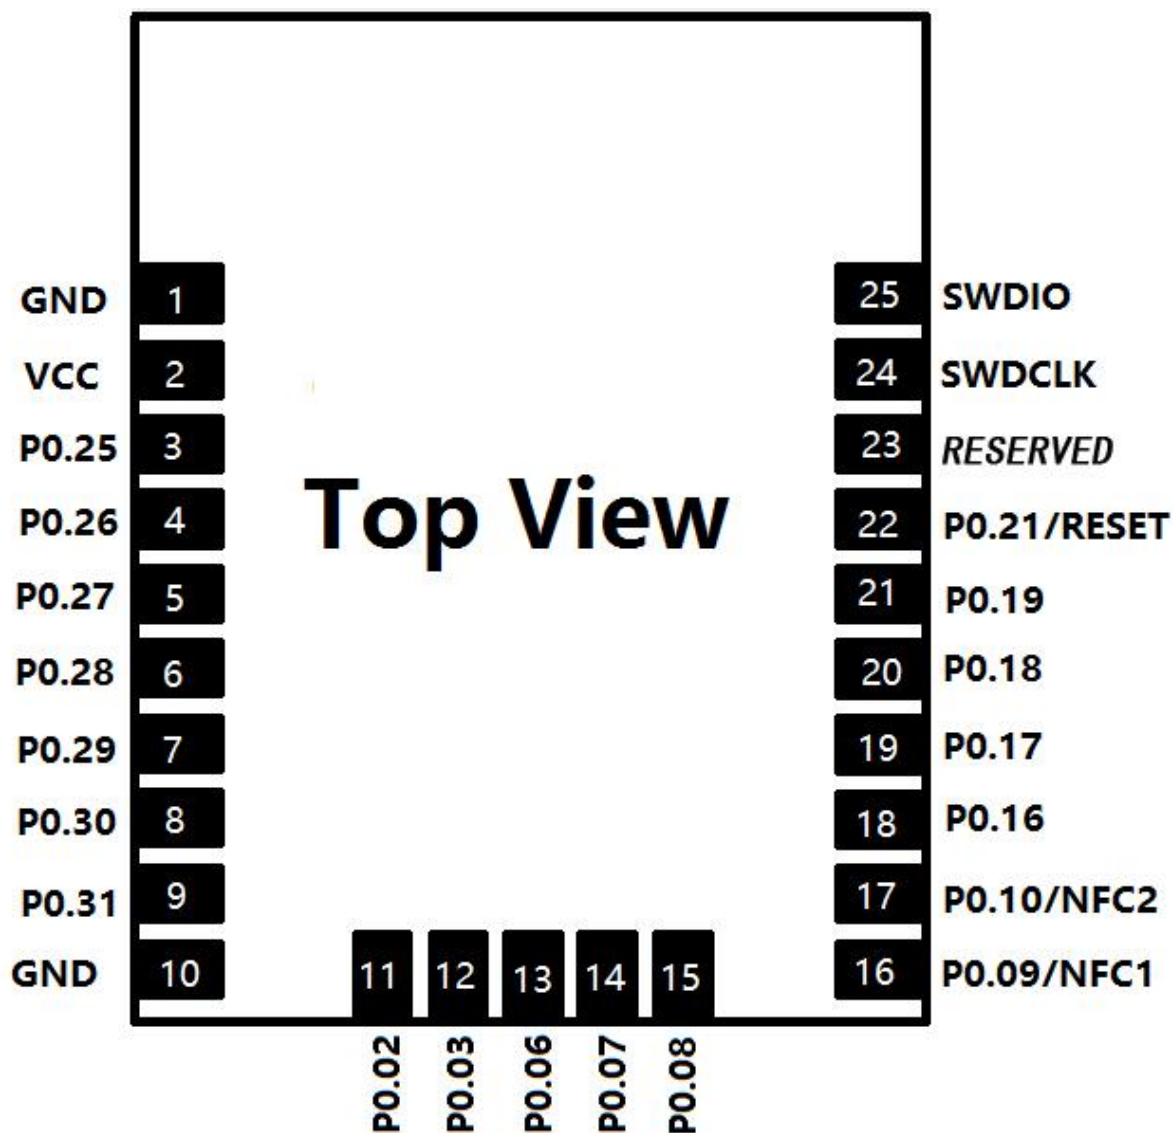 GND 1 25 SWDIO
VCC 2 24 SWDCLK
P0.25 3 23 RESERVED
P0.26 4 Top View 22 P0.21/RESET
P0.27 5 21 P0.19
P0.28 6 20 P0.18
P0.29 7 19 P0.17
P0.30 8 18 P0.16
P0.31 9 17 P0.10/NFC2
GND 10 11 12 13 14 15 16 P0.09/NFC1
P0.02 P0.03 P0.06 P0.07 P0.08